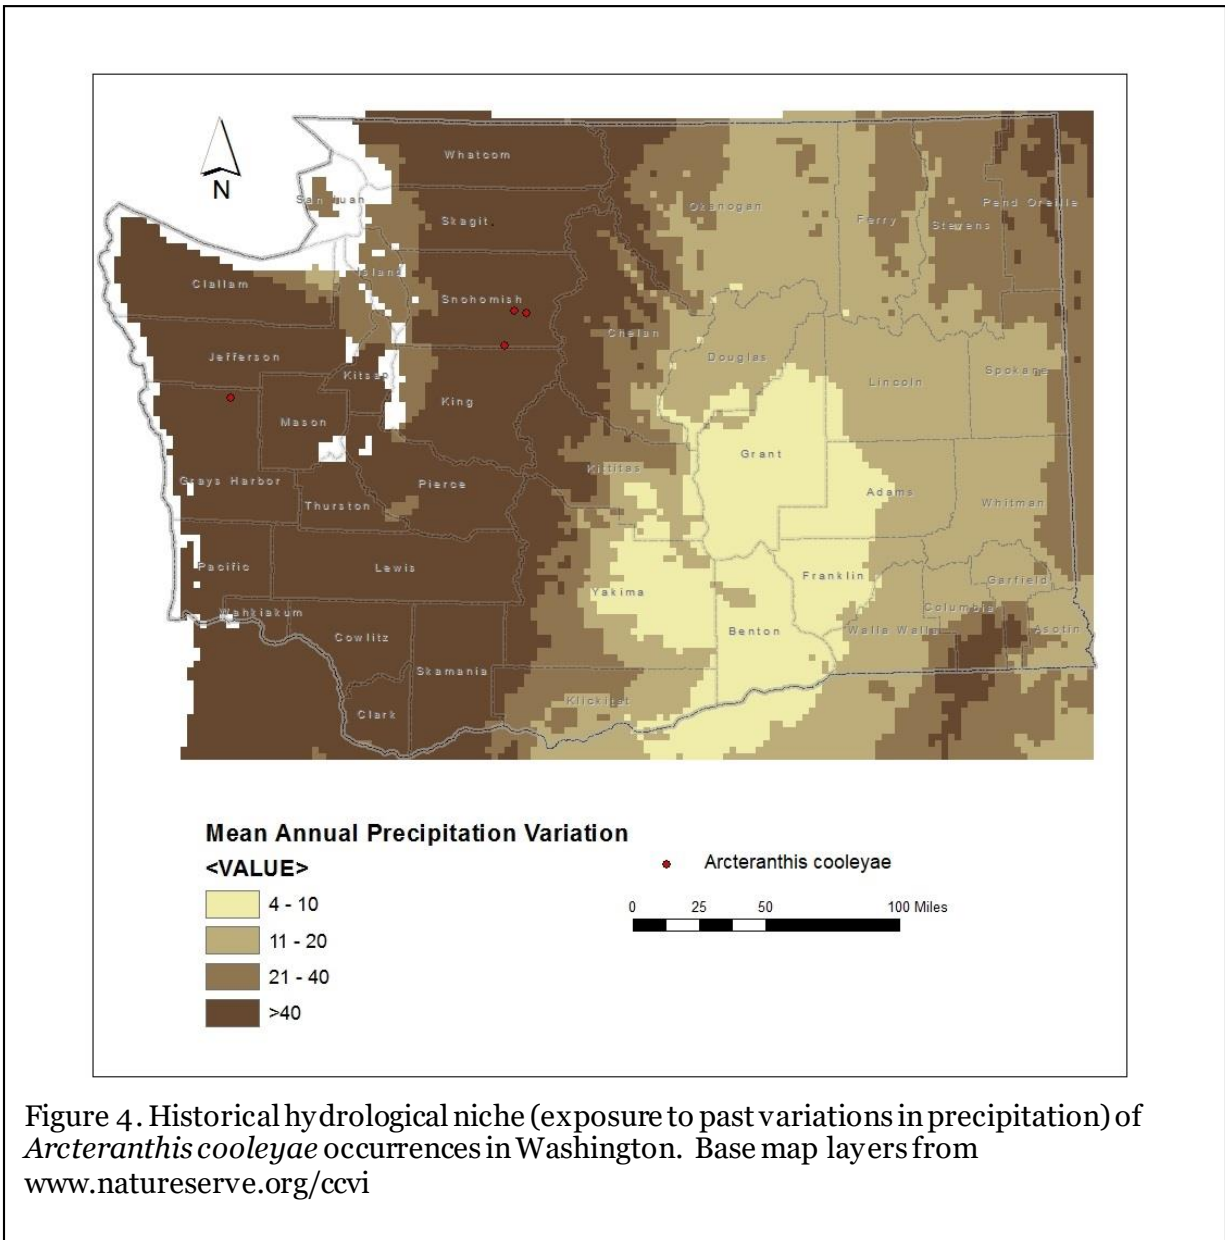 N
Whatcom
San Juan
Skagit
Okanogan
Ferry
Stevens
Pend Oreille
Clallam
Island
Snohomish
Chelan
Jefferson
Kitsap
Douglas
Lincoln
Spokane
King
Mason
Grant
Kittitas
Grays Harbor
Thurston
Pierce
Adams
Whitman
Pacific
Lewis
Yakima
Franklin
Garfield
Wahkiakum
Columbia
Cowlitz
Benton
Walla Walla
Asotin
Skamania
Klickitat
Clark
Mean Annual Precipitation Variation
<VALUE>
4 - 10
11 - 20
21 - 40
>40
Arcteranthis cooleyae
0 25 50 100 Miles
Figure 4. Historical hydrological niche (exposure to past variations in precipitation) of
Arcteranthis cooleyae occurrences in Washington. Base map layers from
www.natureserve.org/ccvi